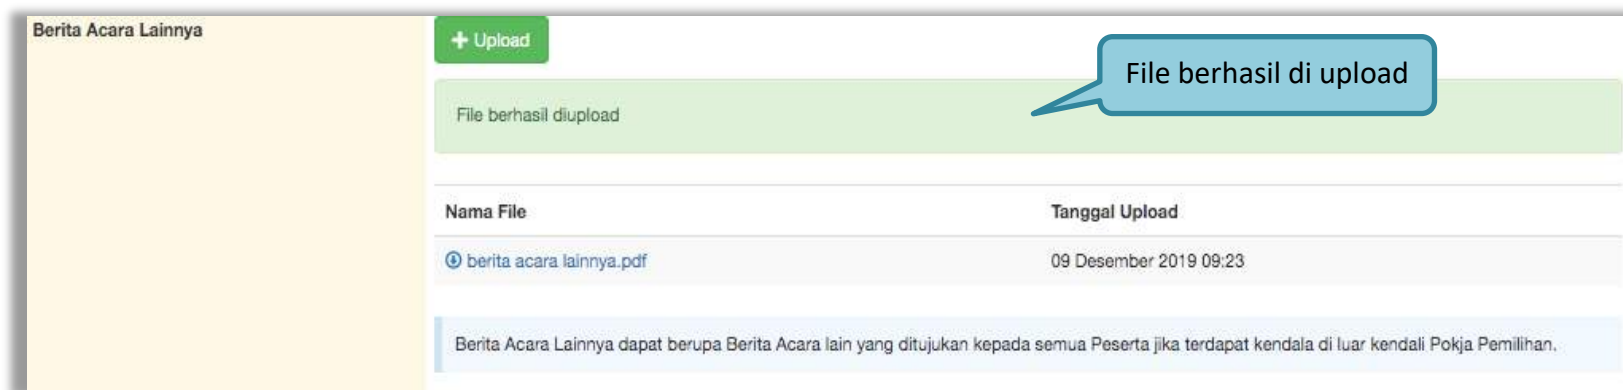 Berita Acara Lainnya
+ Upload
File berhasil di upload
File berhasil diupload
Nama File Tanggal Upload
berita acara lainnya.pdf 09 Desember 2019 09:23
Berita Acara Lainnya dapat berupa Berita Acara lain yang ditujukan kepada semua Peserta jika terdapat kendala di luar kendali Pokja Pemilihan.